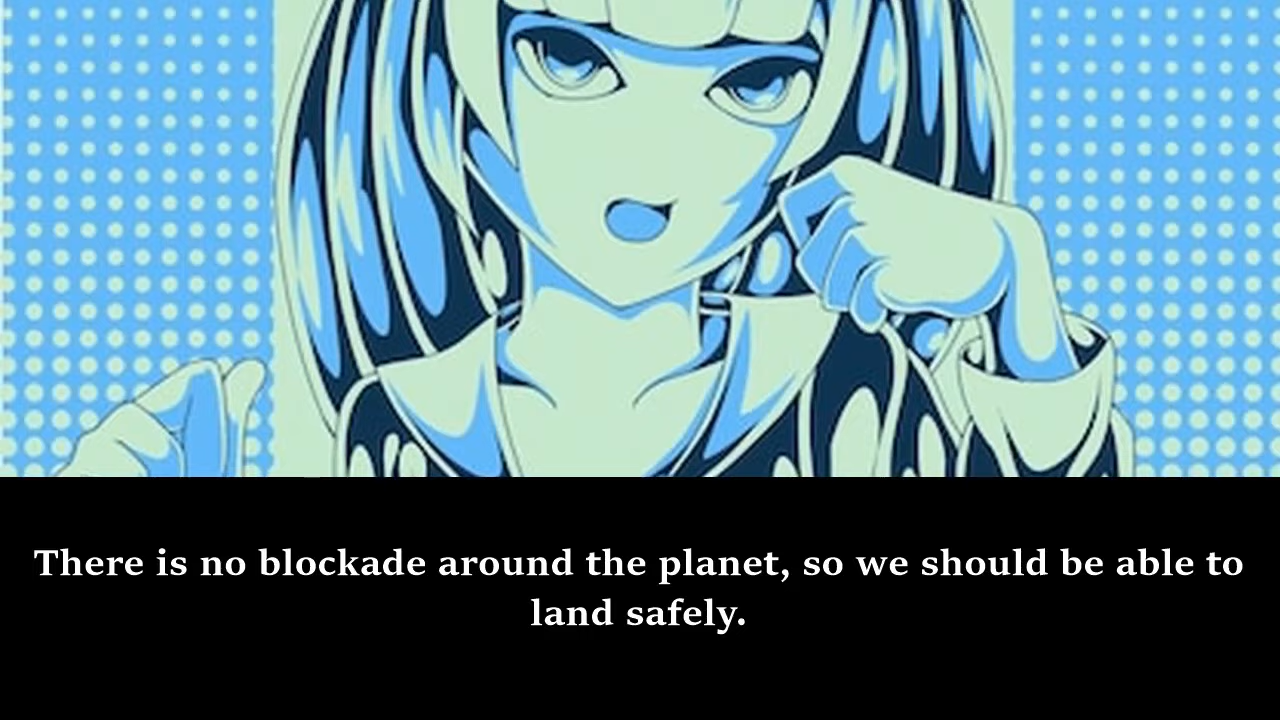 There is no blockade around the planet, so we should be able to
land safely.